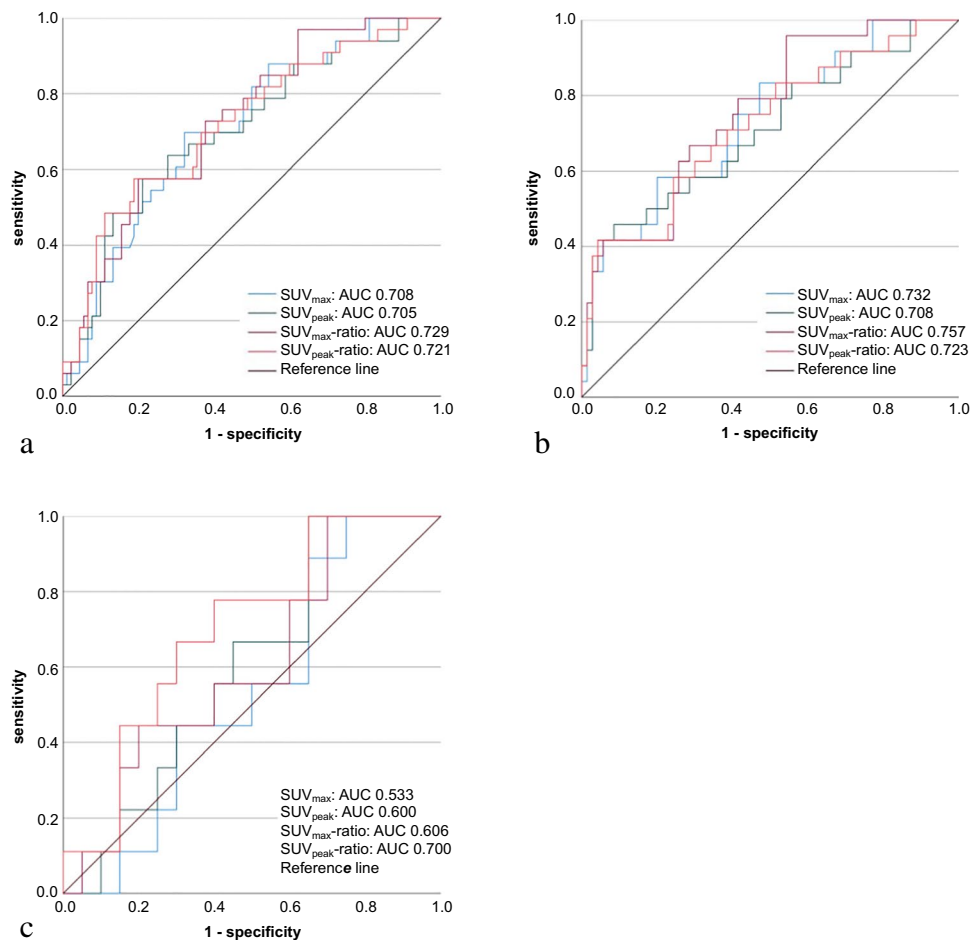 1.0
0.8
0.6
0.4
0.2
0.0
sensitivity
0.0 0.2 0.4 0.6 0.8 1.0
1 - specificity
SUVmax: AUC 0.708
SUVpeak: AUC 0.705
SUVmax-ratio: AUC 0.729
SUVpeak-ratio: AUC 0.721
Reference line
a
1.0
0.8
0.6
0.4
0.2
0.0
sensitivity
0.0 0.2 0.4 0.6 0.8 1.0
1 - specificity
SUVmax: AUC 0.732
SUVpeak: AUC 0.708
SUVmax-ratio: AUC 0.757
SUVpeak-ratio: AUC 0.723
Reference line
b
1.0
0.8
0.6
0.4
0.2
0.0
sensitivity
0.0 0.2 0.4 0.6 0.8 1.0
1 - specificity
SUVmax: AUC 0.533
SUVpeak: AUC 0.600
SUVmax-ratio: AUC 0.606
SUVpeak-ratio: AUC 0.700
Reference line
c